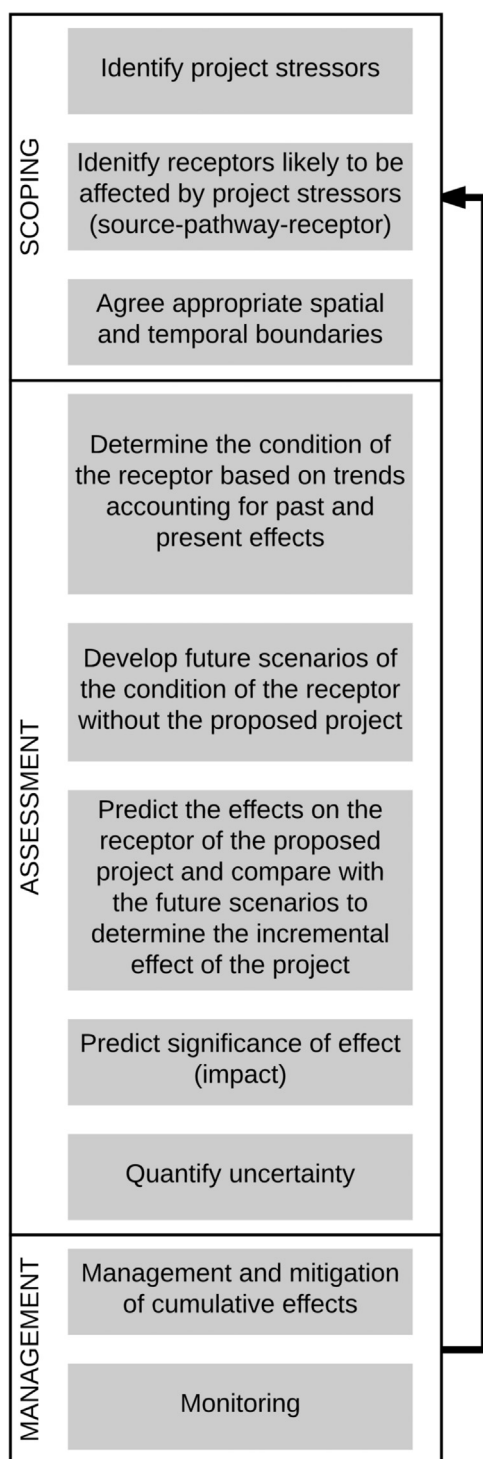 SCOPING
Identify project stressors
Idenitfy receptors likely to be
affected by project stressors
(source-pathway-receptor)
Agree appropriate spatial
and temporal boundaries
ASSESSMENT
Determine the condition of
the receptor based on trends
accounting for past and
present effects
Develop future scenarios of
the condition of the receptor
without the proposed project
Predict the effects on the
receptor of the proposed
project and compare with
the future scenarios to
determine the incremental
effect of the project
Predict significance of effect
(impact)
Quantify uncertainty
MANAGEMENT
Management and mitigation
of cumulative effects
Monitoring